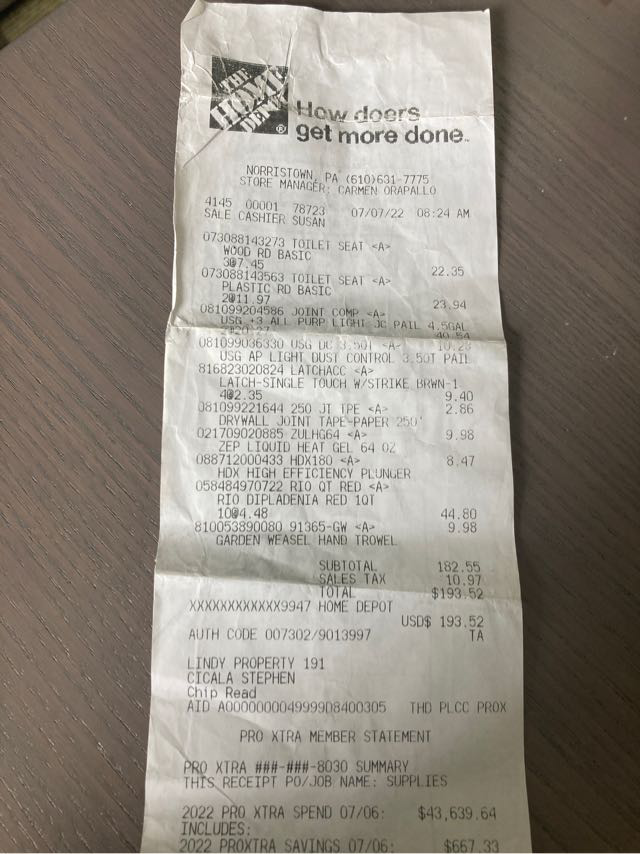 THE HOME DEPOT ®
How doers
get more done™
NORRISTOWN, PA (610)631-7775
STORE MANAGER: CARMEN ORAPALLO
4145 00001 78723 07/07/22 08:24 AM
SALE CASHIER SUSAN
073088143273 TOILET SEAT <A>
WOOD RD BASIC
3@7.45 22.35
073088143563 TOILET SEAT <A>
PLASTIC RD BASIC
2@11.97 23.94
081099204586 JOINT COMP <A>
USG +3 ALL PURP LIGHT JC PAIL 4.5GAL
2@20.27 40.54
081099036330 USG DC 3.5QT <A> 10.23
USG AP LIGHT DUST CONTROL 3.5QT PAIL
816823020824 LATCHACC <A>
LATCH-SINGLE TOUCH W/STRIKE BRWN-1
4@2.35 9.40
081099221644 250 JT TPE <A> 2.86
DRYWALL JOINT TAPE-PAPER 250'
021709020885 ZULHG64 <A> 9.98
ZEP LIQUID HEAT GEL 64 OZ
088712000433 HDX180 <A> 8.47
HDX HIGH EFFICIENCY PLUNGER
058484970722 RIO QT RED <A>
RIO DIPLADENIA RED 1QT
10@4.48 44.80
810053890080 91365-GW <A> 9.98
GARDEN WEASEL HAND TROWEL
SUBTOTAL 182.55
SALES TAX 10.97
TOTAL $193.52
XXXXXXXXXXXX9947 HOME DEPOT
USD$ 193.52
AUTH CODE 007302/9013997 TA
LINDY PROPERTY 191
CICALA STEPHEN
Chip Read
AID A0000000049999D8400305 THD PLCC PROX
PRO XTRA MEMBER STATEMENT
PRO XTRA ###-###-8030 SUMMARY
THIS RECEIPT PO/JOB NAME: SUPPLIES
2022 PRO XTRA SPEND 07/06: $43,639.64
INCLUDES:
2022 PROXTRA SAVINGS 07/06: $667.33